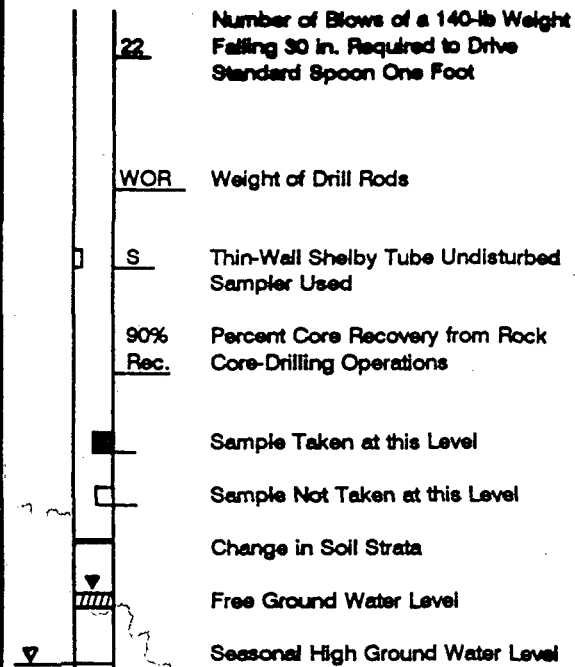 Number of Blows of a 140-lb Weight
22 Falling 30 in. Required to Drive
Standard Spoon One Foot
WOR Weight of Drill Rods
S Thin-Wall Shelby Tube Undisturbed
Sampler Used
90% Percent Core Recovery from Rock
Rec. Core-Drilling Operations
Sample Taken at this Level
Sample Not Taken at this Level
Change in Soil Strata
Free Ground Water Level
Seasonal High Ground Water Level